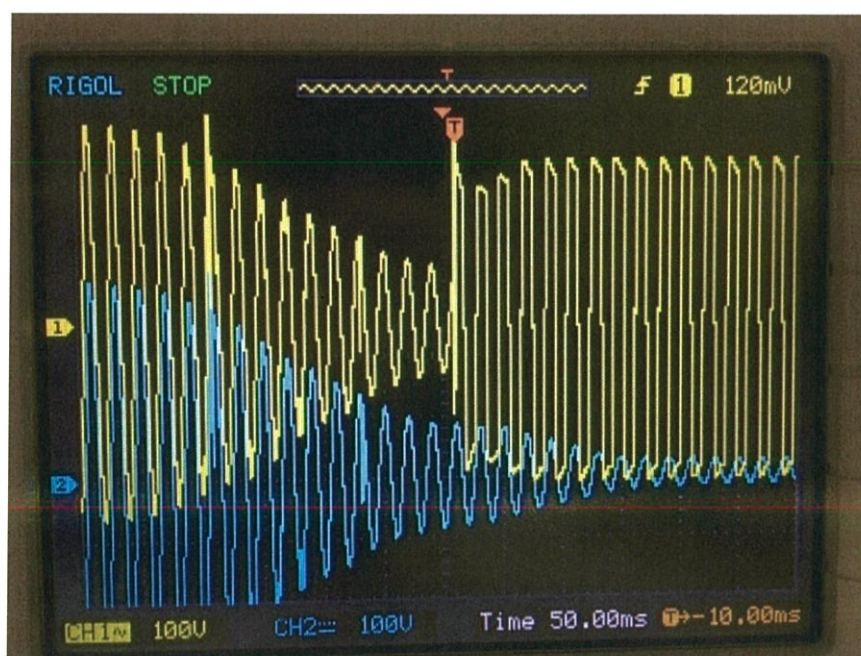 RIGOL STOP T 1 120mV
T
1
2
CH1~ 100V CH2⎓ 100V Time 50.00ms T→-10.00ms